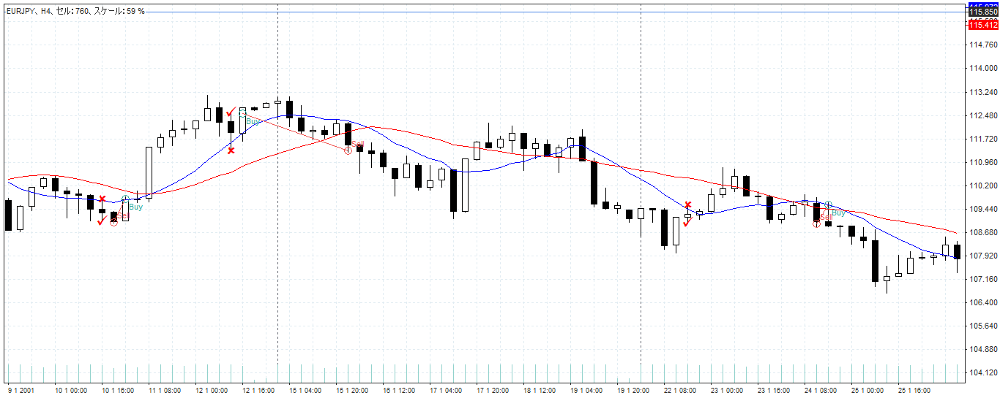 EURJPY、H4、セル: 760、スケール: 59 %
115.850
115.412
114.760
114.000
113.240
112.480
111.720
110.960
110.200
109.440
108.680
107.920
107.160
106.400
105.640
104.880
104.120
Buy
Sell
Sell
Buy
Buy
Sell
9 1 2001
10 1 00:00
10 1 16:00
11 1 08:00
12 1 00:00
12 1 16:00
15 1 04:00
15 1 20:00
16 1 12:00
17 1 04:00
17 1 20:00
18 1 12:00
19 1 04:00
19 1 20:00
22 1 08:00
23 1 00:00
23 1 16:00
24 1 08:00
25 1 00:00
25 1 16:00